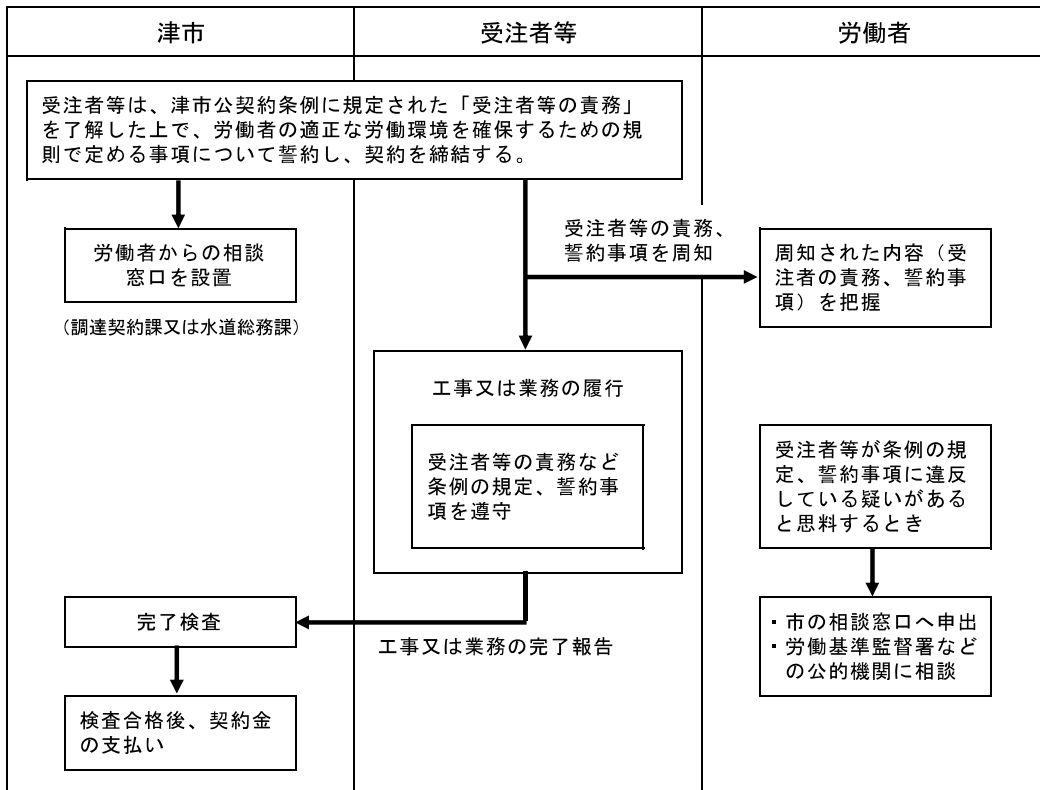 津市
受注者等
労働者
受注者等は、津市公契約条例に規定された「受注者等の責務」
を了解した上で、労働者の適正な労働環境を確保するための規
則で定める事項について誓約し、契約を締結する。
労働者からの相談
窓口を設置
（調達契約課又は水道総務課）
受注者等の責務、
誓約事項を周知
周知された内容（受
注者の責務、誓約事
項）を把握
工事又は業務の履行
受注者等の責務など
条例の規定、誓約事
項を遵守
受注者等が条例の規
定、誓約事項に違反
している疑いがある
と思料するとき
完了検査
工事又は業務の完了報告
・市の相談窓口へ申出
・労働基準監督署など
の公的機関に相談
検査合格後、契約金
の支払い